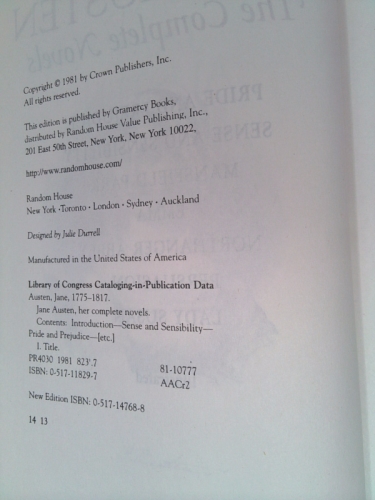 Copyright © 1981 by Crown Publishers, Inc.
All rights reserved.
This edition is published by Gramercy Books,
distributed by Random House Value Publishing, Inc.,
201 East 50th Street, New York, New York 10022.
http://www.randomhouse.com/
Random House
New York • Toronto • London • Sydney • Auckland
Designed by Julie Durrell
Manufactured in the United States of America
Library of Congress Cataloging-in-Publication Data
Austen, Jane, 1775-1817.
Jane Austen, her complete novels.
Contents: Introduction—Sense and Sensibility—
Pride and Prejudice—[etc.]
I. Title.
PR4030 1981 823'.7 81-10777
ISBN: 0-517-11829-7 AACr2
New Edition ISBN: 0-517-14768-8
14 13